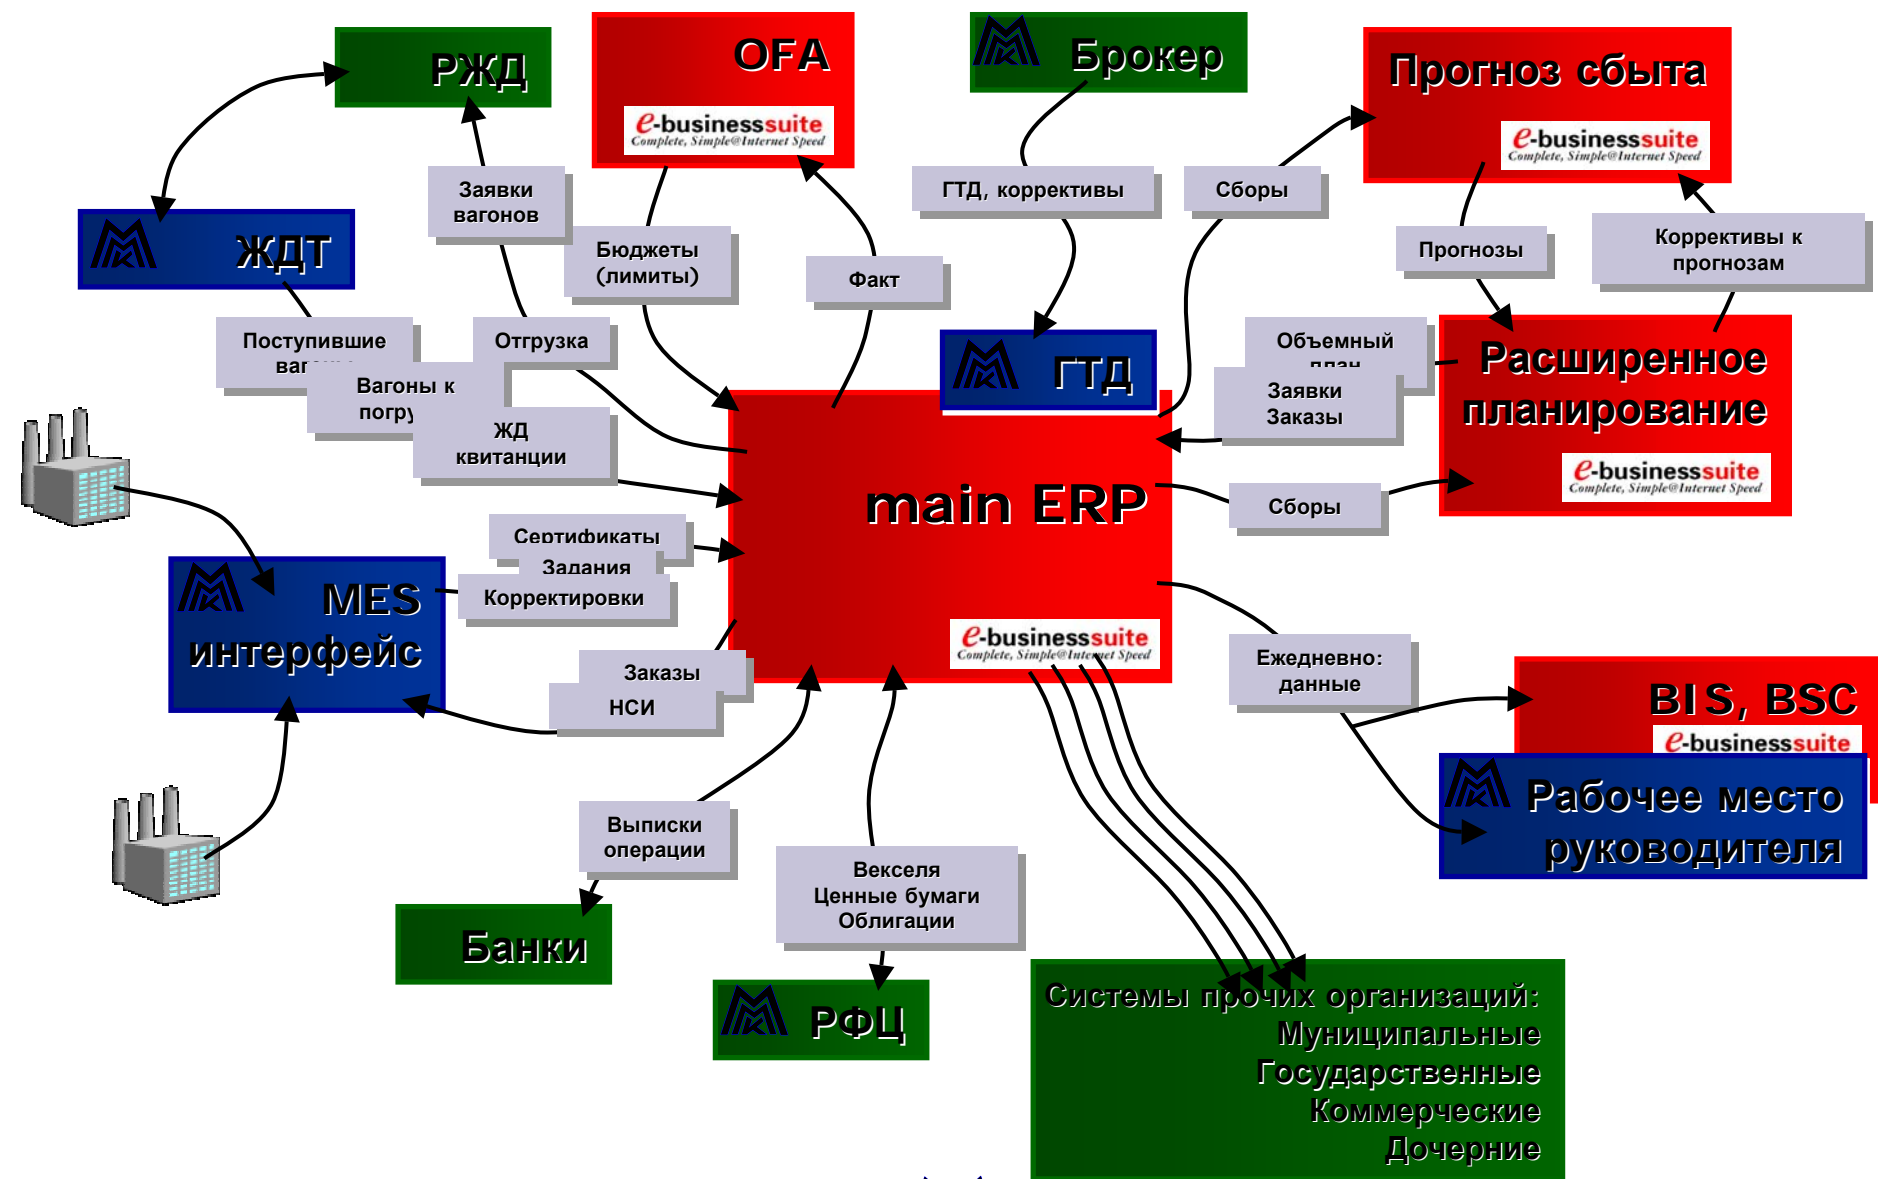 РЖД
OFA
e-businesssuite
Complete, Simple@Internet Speed
Брокер
Прогноз сбыта
e-businesssuite
Complete, Simple@Internet Speed
ЖДТ
Заявки
вагонов
Бюджеты
(лимиты)
Факт
ГТД, коррективы
Сборы
Прогнозы
Коррективы к
прогнозам
Поступившие
Вагоны к
ЖД
квитанции
Отгрузка
ГТД
Объемный
план
Заявки
Заказы
Расширенное
планирование
e-businesssuite
Complete, Simple@Internet Speed
main ERP
e-businesssuite
Complete, Simple@Internet Speed
Сборы
Сертификаты
Задания
Корректировки
MES
интерфейс
Заказы
НСИ
Ежедневно:
данные
BIS, BSC
e-businesssuite
Рабочее место
руководителя
Выписки
операции
Векселя
Ценные бумаги
Облигации
Банки
РФЦ
Системы прочих организаций:
Муниципальные
Государственные
Коммерческие
Дочерние